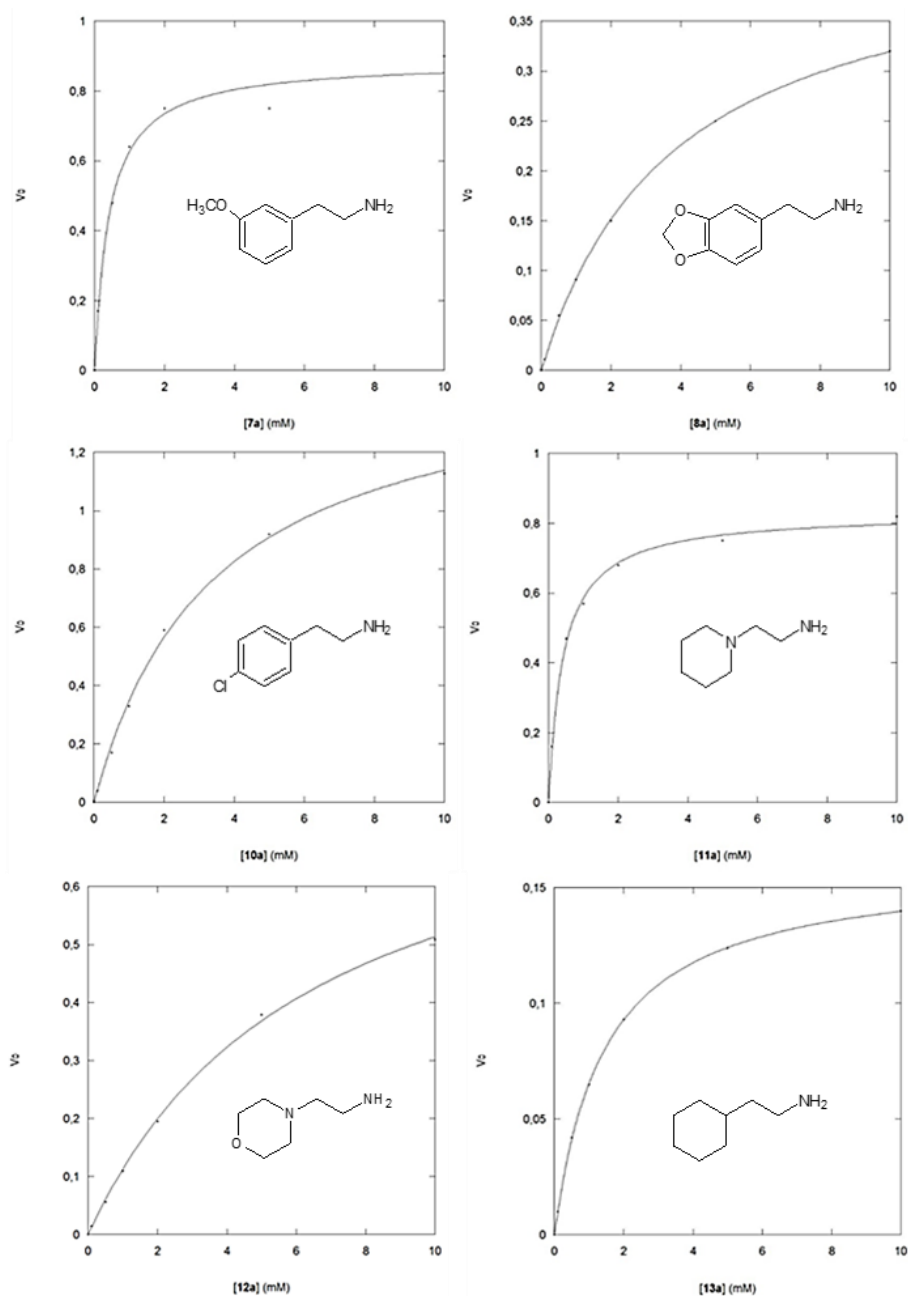 1
0,8
0,6
0,4
0,2
0
V₀
0 2 4 6 8 10
[7a] (mM)
H₃CO
NH₂
0,35
0,3
0,25
0,2
0,15
0,1
0,05
0
V₀
0 2 4 6 8 10
[8a] (mM)
O
O
NH₂
1,2
1
0,8
0,6
0,4
0,2
0
V₀
0 2 4 6 8 10
[10a] (mM)
Cl
NH₂
1
0,8
0,6
0,4
0,2
0
V₀
0 2 4 6 8 10
[11a] (mM)
N
NH₂
0,6
0,5
0,4
0,3
0,2
0,1
0
V₀
0 2 4 6 8 10
[12a] (mM)
O
N
NH₂
0,15
0,1
0,05
0
V₀
0 2 4 6 8 10
[13a] (mM)
NH₂